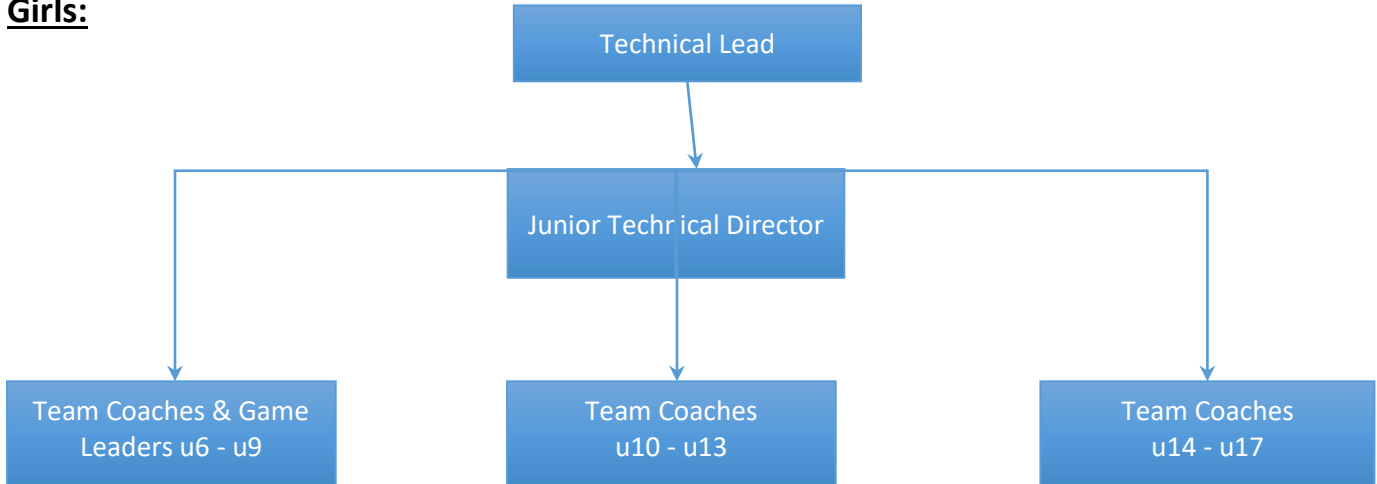 Girls:
Technical Lead
Junior Technical Director
Team Coaches & Game
Leaders u6 - u9
Team Coaches
u10 - u13
Team Coaches
u14 - u17